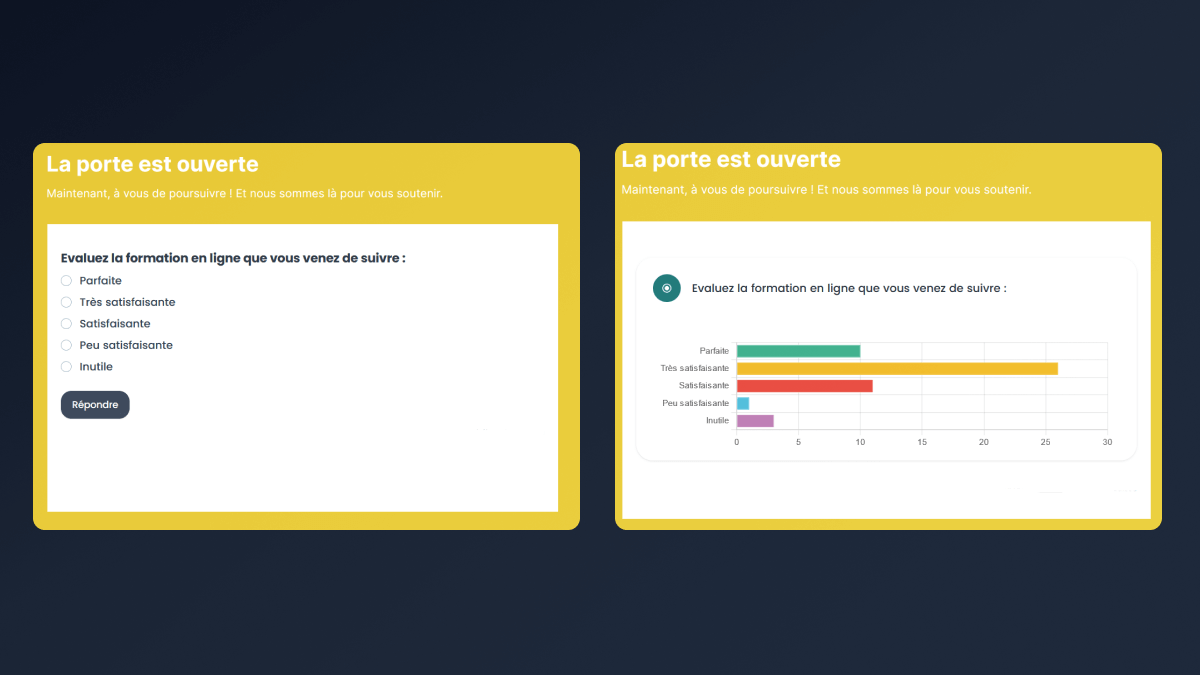 La porte est ouverte
Maintenant, à vous de poursuivre ! Et nous sommes là pour vous soutenir.
Evaluez la formation en ligne que vous venez de suivre :
Parfaite
Très satisfaisante
Satisfaisante
Peu satisfaisante
Inutile
Répondre
La porte est ouverte
Maintenant, à vous de poursuivre ! Et nous sommes là pour vous soutenir.
Evaluez la formation en ligne que vous venez de suivre :
Parfaite
Très satisfaisante
Satisfaisante
Peu satisfaisante
Inutile
0 5 10 15 20 25 30